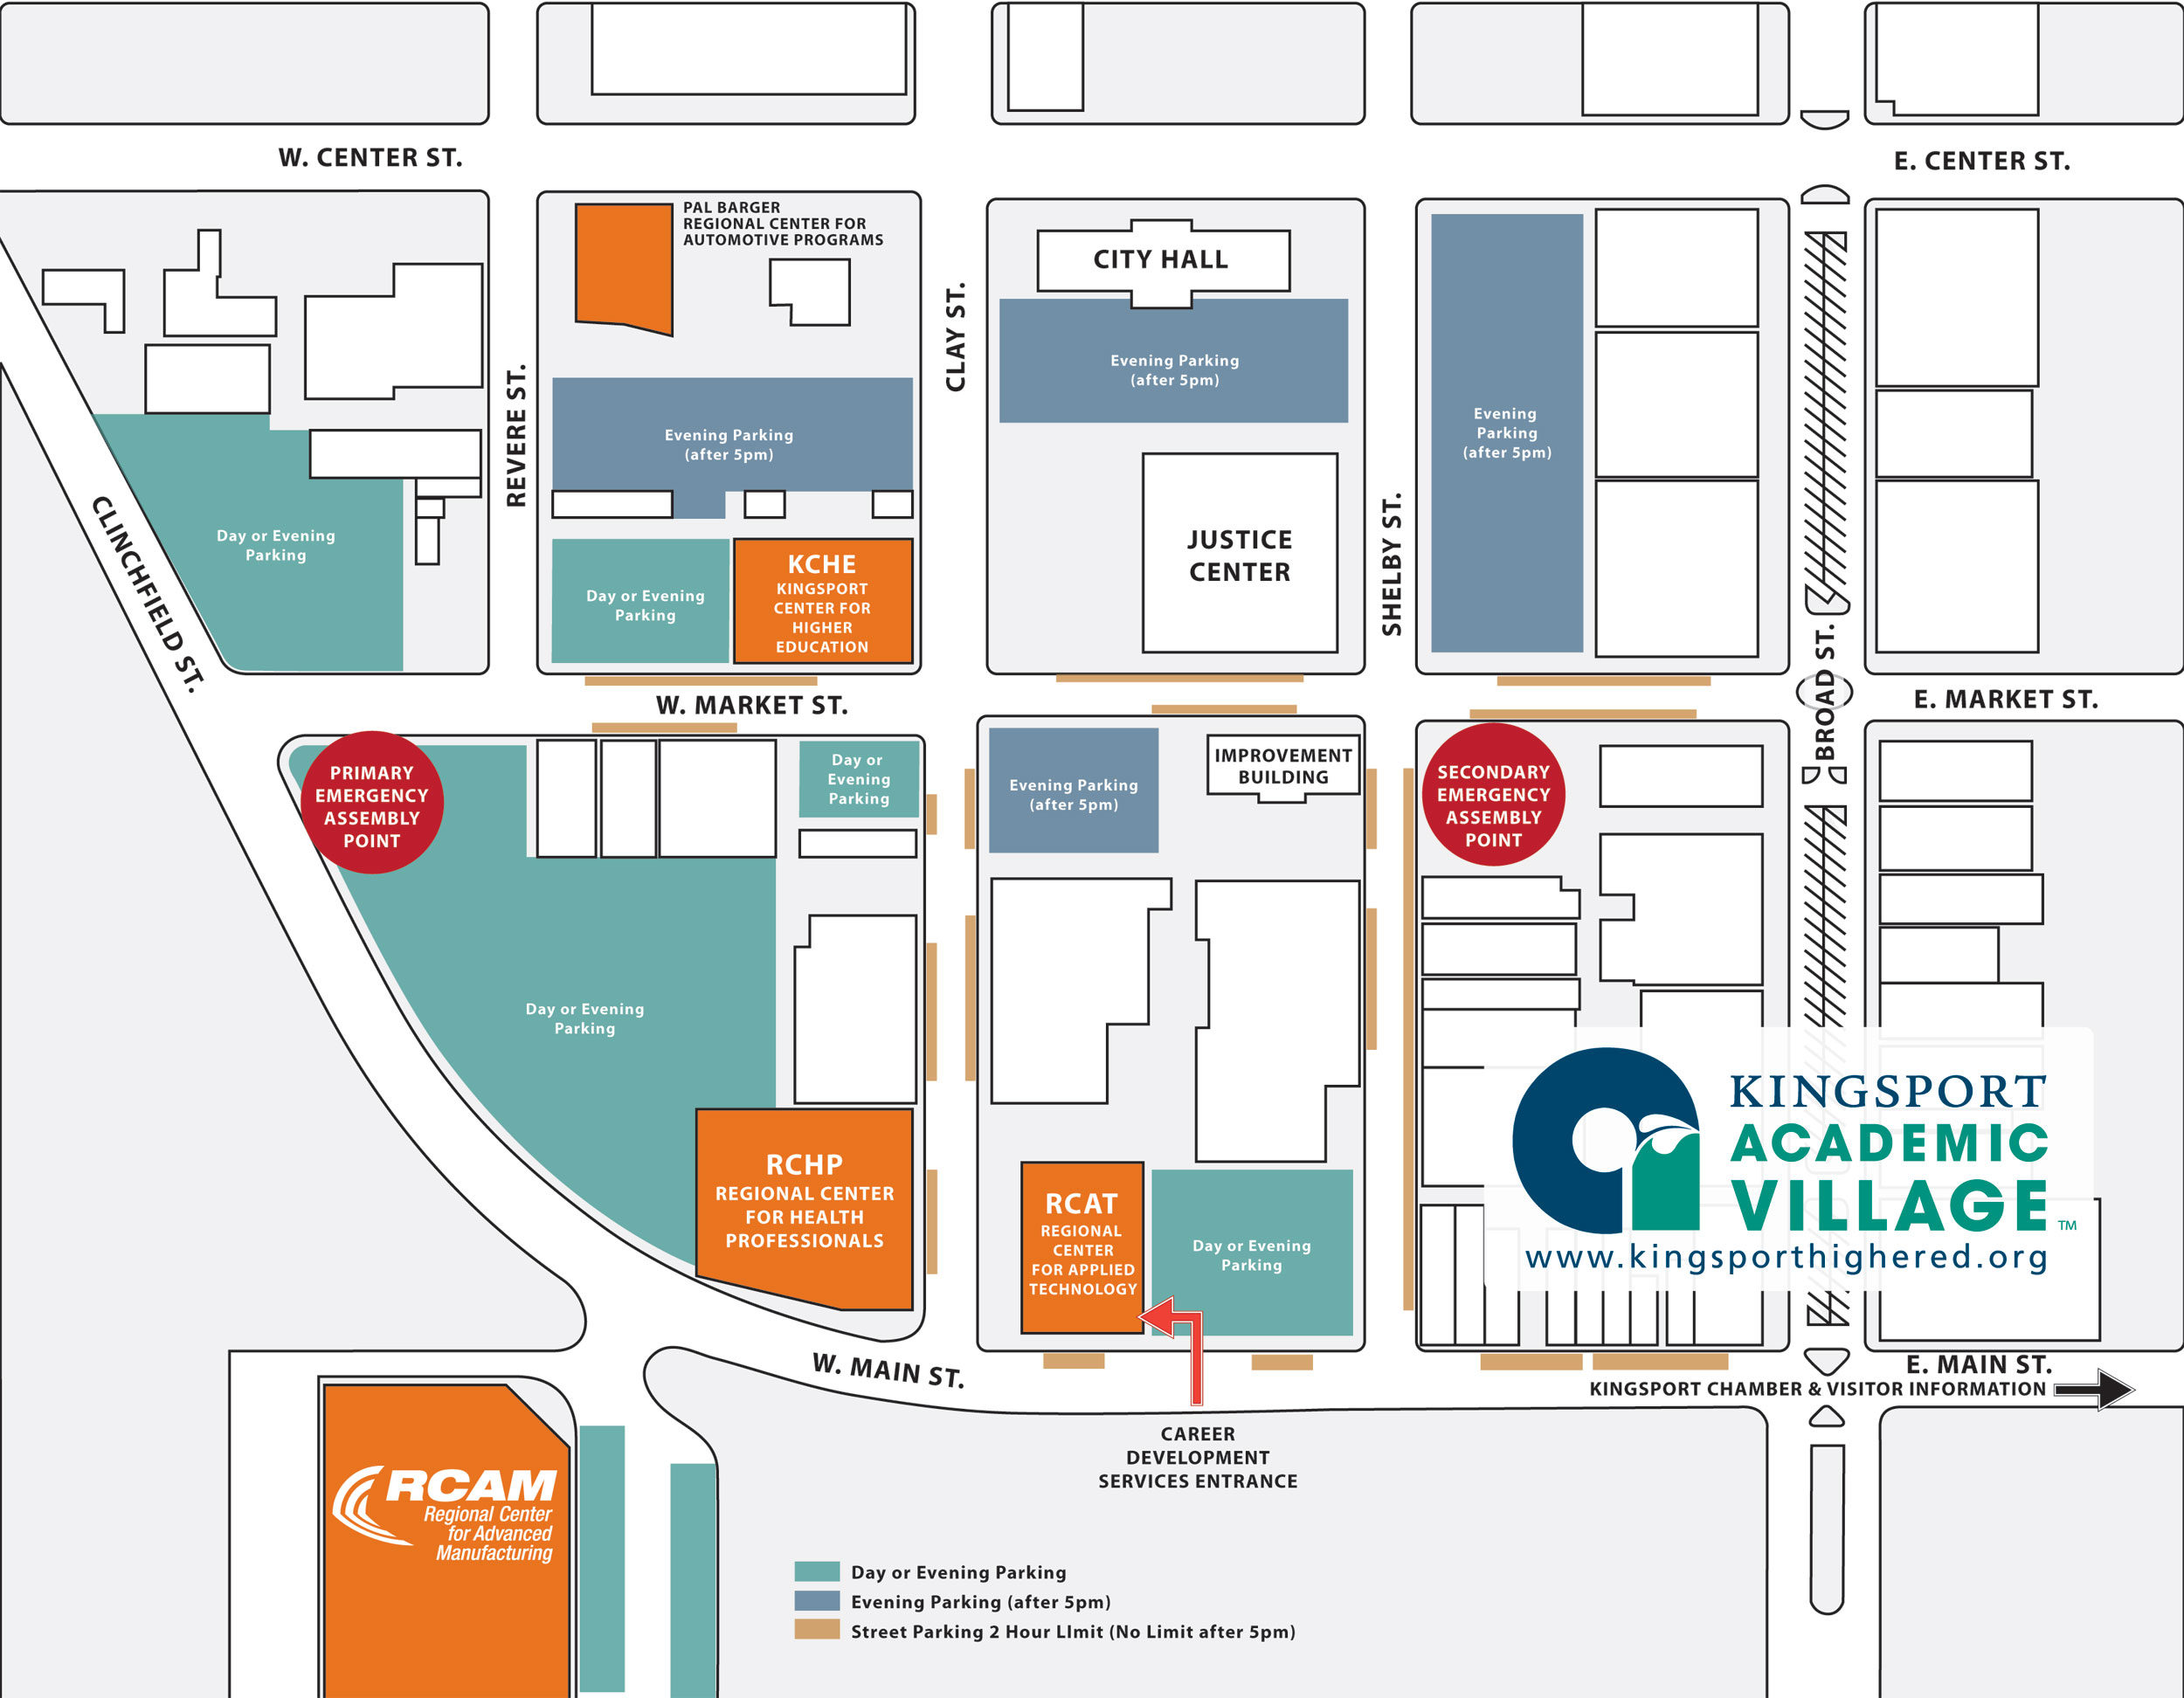 W. CENTER ST.
E. CENTER ST.
PAL BARGER
REGIONAL CENTER FOR
AUTOMOTIVE PROGRAMS
CITY HALL
CLAY ST.
REVERE ST.
Evening Parking
(after 5pm)
Evening Parking
(after 5pm)
Evening
Parking
(after 5pm)
CLINCHFIELD ST.
Day or Evening
Parking
Day or Evening
Parking
KCHE
KINGSPORT
CENTER FOR
HIGHER
EDUCATION
JUSTICE
CENTER
SHELBY ST.
BROAD ST.
W. MARKET ST.
E. MARKET ST.
PRIMARY
EMERGENCY
ASSEMBLY
POINT
Day or
Evening
Parking
Evening Parking
(after 5pm)
IMPROVEMENT
BUILDING
SECONDARY
EMERGENCY
ASSEMBLY
POINT
Day or Evening
Parking
RCHP
REGIONAL CENTER
FOR HEALTH
PROFESSIONALS
RCAT
REGIONAL
CENTER
FOR APPLIED
TECHNOLOGY
Day or Evening
Parking
KINGSPORT
ACADEMIC
VILLAGE™
www.kingsporthighered.org
W. MAIN ST.
E. MAIN ST.
KINGSPORT CHAMBER & VISITOR INFORMATION
CAREER
DEVELOPMENT
SERVICES ENTRANCE
RCAM
Regional Center
for Advanced
Manufacturing
Day or Evening Parking
Evening Parking (after 5pm)
Street Parking 2 Hour LImit (No Limit after 5pm)